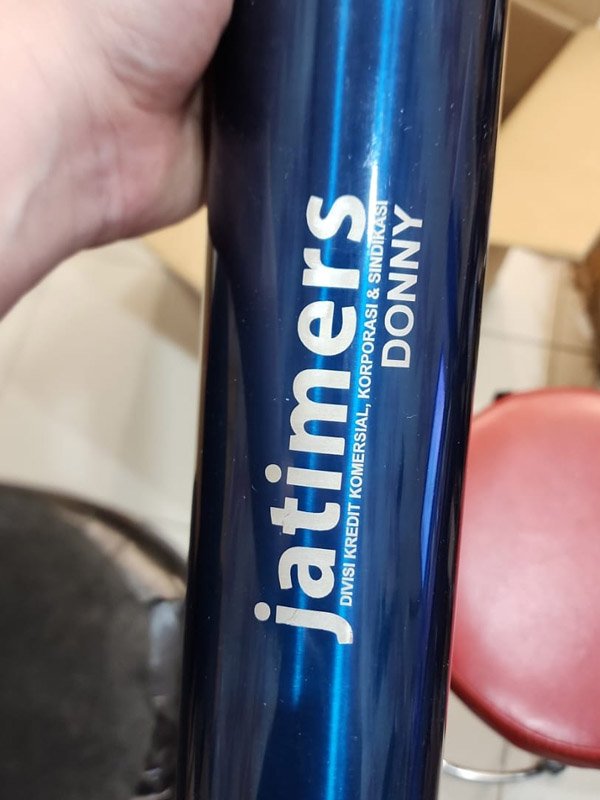 jatimers
DIVISI KREDIT KOMERSIAL, KORPORASI & SINDIKASI
DONNY